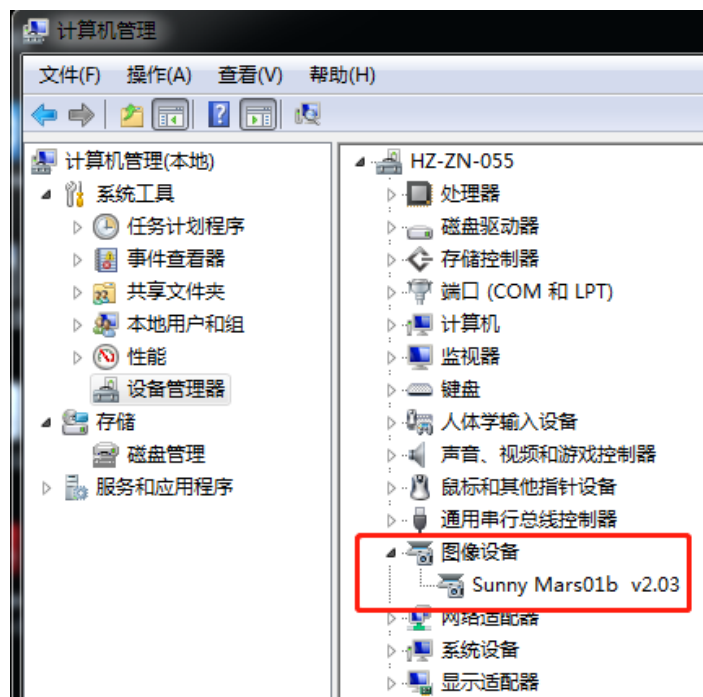 计算机管理
文件(F) 操作(A) 查看(V) 帮助(H)
计算机管理(本地)
系统工具
任务计划程序
事件查看器
共享文件夹
本地用户和组
性能
设备管理器
存储
磁盘管理
服务和应用程序
HZ-ZN-055
处理器
磁盘驱动器
存储控制器
端口 (COM 和 LPT)
计算机
监视器
键盘
人体学输入设备
声音、视频和游戏控制器
鼠标和其他指针设备
通用串行总线控制器
图像设备
Sunny Mars01b v2.03
网络适配器
系统设备
显示适配器